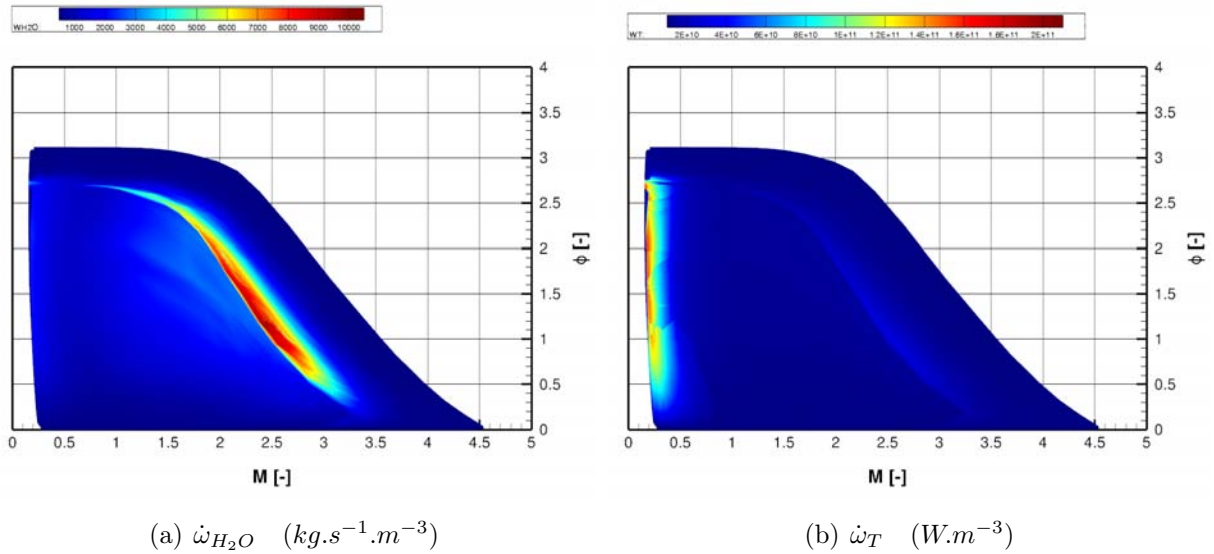 WH2O 1000 2000 3000 4000 5000 6000 7000 8000 9000 10000
WT: 2E+10 4E+10 6E+10 8E+10 1E+11 1.2E+11 1.4E+11 1.6E+11 1.8E+11 2E+11
4
3.5
3
2.5
2
1.5
1
0.5
0
ϕ [-]
0 0.5 1 1.5 2 2.5 3 3.5 4 4.5 5
M [-]
4
3.5
3
2.5
2
1.5
1
0.5
0
ϕ [-]
0 0.5 1 1.5 2 2.5 3 3.5 4 4.5 5
M [-]
(a) ω̇_{H₂O} (kg.s⁻¹.m⁻³)
(b) ω̇_T (W.m⁻³)